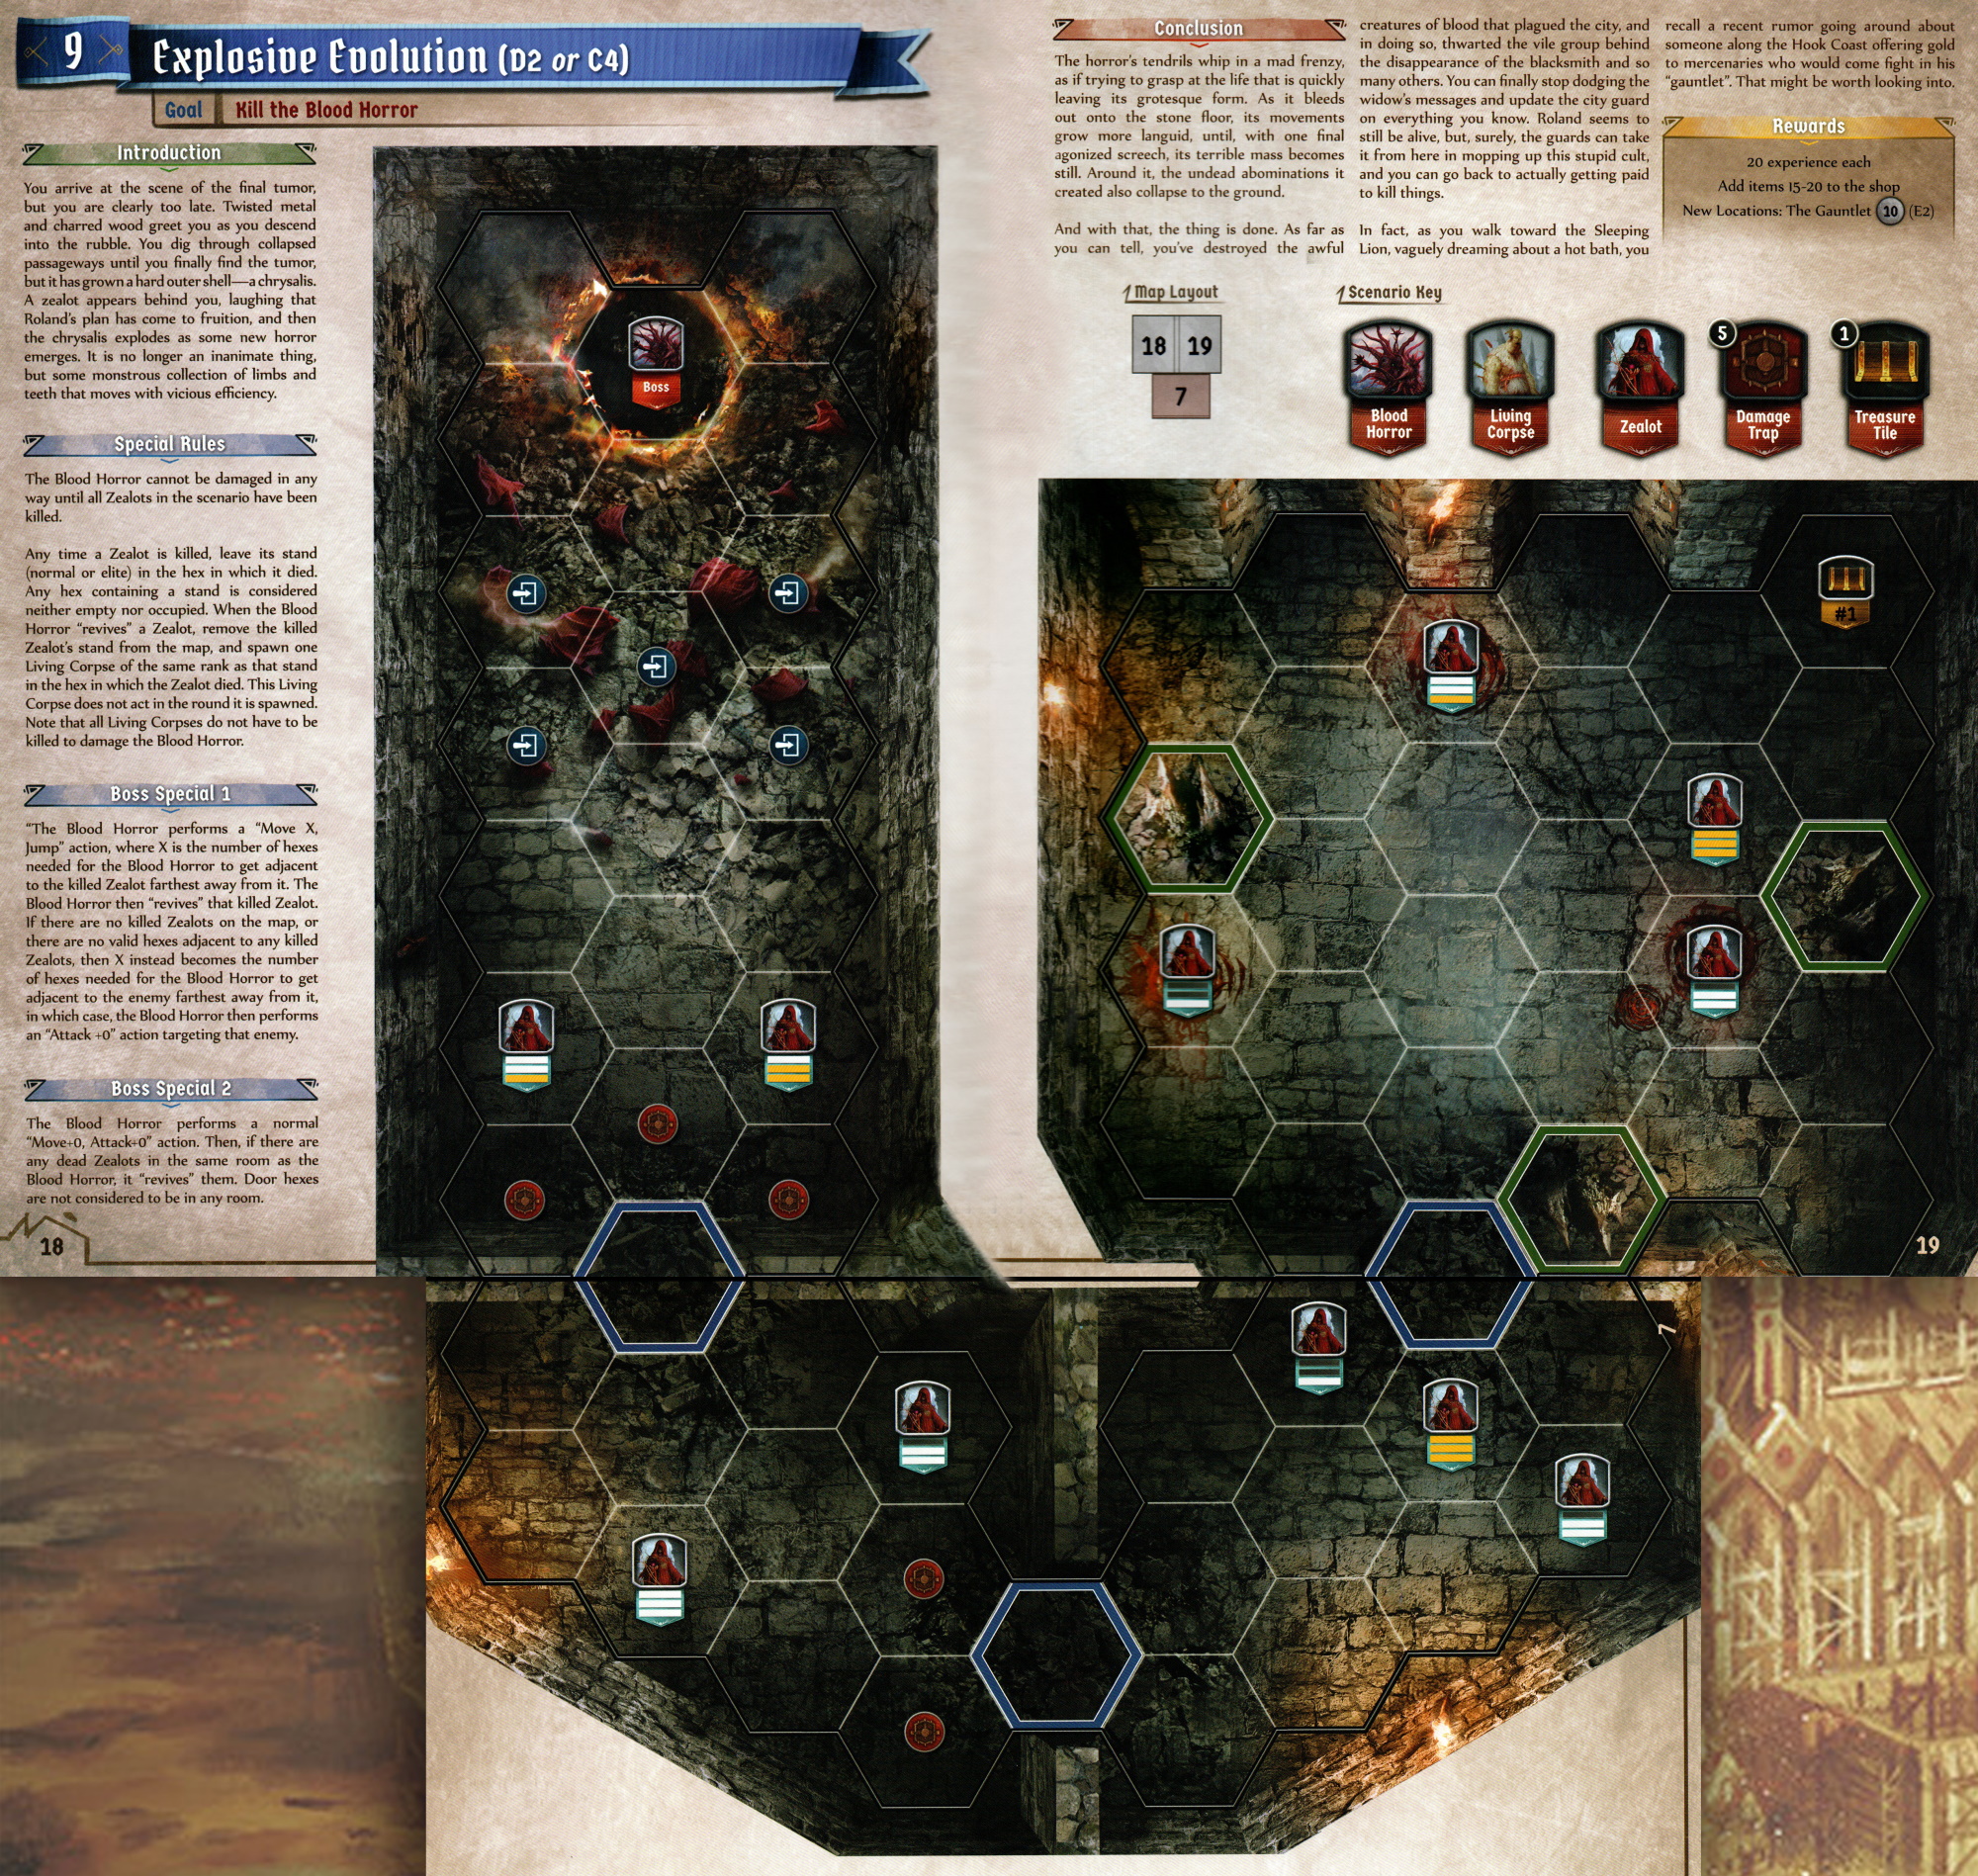 9
Explosive Evolution (D2 or C4)
Goal
Kill the Blood Horror
Introduction
You arrive at the scene of the final tumor,
but you are clearly too late. Twisted metal
and charred wood greet you as you descend
into the rubble. You dig through collapsed
passageways until you finally find the tumor,
but it has grown a hard outer shell—a chrysalis.
A zealot appears behind you, laughing that
Roland's plan has come to fruition, and then
the chrysalis explodes as some new horror
emerges. It is no longer an inanimate thing,
but some monstrous collection of limbs and
teeth that moves with vicious efficiency.
Special Rules
The Blood Horror cannot be damaged in any
way until all Zealots in the scenario have been
killed.
Any time a Zealot is killed, leave its stand
(normal or elite) in the hex in which it died.
Any hex containing a stand is considered
neither empty nor occupied. When the Blood
Horror "revives" a Zealot, remove the killed
Zealot's stand from the map, and spawn one
Living Corpse of the same rank as that stand
in the hex in which the Zealot died. This Living
Corpse does not act in the round it is spawned.
Note that all Living Corpses do not have to be
killed to damage the Blood Horror.
Boss Special 1
"The Blood Horror performs a "Move X,
Jump" action, where X is the number of hexes
needed for the Blood Horror to get adjacent
to the killed Zealot farthest away from it. The
Blood Horror then "revives" that killed Zealot.
If there are no killed Zealots on the map, or
there are no valid hexes adjacent to any killed
Zealots, then X instead becomes the number
of hexes needed for the Blood Horror to get
adjacent to the enemy farthest away from it,
in which case, the Blood Horror then performs
an "Attack +0" action targeting that enemy.
Boss Special 2
The Blood Horror performs a normal
"Move+0, Attack+0" action. Then, if there are
any dead Zealots in the same room as the
Blood Horror, it "revives" them. Door hexes
are not considered to be in any room.
18
Boss
Conclusion
The horror's tendrils whip in a mad frenzy,
as if trying to grasp at the life that is quickly
leaving its grotesque form. As it bleeds
out onto the stone floor, its movements
grow more languid, until, with one final
agonized screech, its terrible mass becomes
still. Around it, the undead abominations it
created also collapse to the ground.
And with that, the thing is done. As far as
you can tell, you've destroyed the awful
creatures of blood that plagued the city, and
in doing so, thwarted the vile group behind
the disappearance of the blacksmith and so
many others. You can finally stop dodging the
widow's messages and update the city guard
on everything you know. Roland seems to
still be alive, but, surely, the guards can take
it from here in mopping up this stupid cult,
and you can go back to actually getting paid
to kill things.
In fact, as you walk toward the Sleeping
Lion, vaguely dreaming about a hot bath, you
recall a recent rumor going around about
someone along the Hook Coast offering gold
to mercenaries who would come fight in his
"gauntlet". That might be worth looking into.
Rewards
20 experience each
Add items 15-20 to the shop
New Locations: The Gauntlet 10 (E2)
Map Layout
18 19
7
Scenario Key
Blood
Horror
Living
Corpse
Zealot
5
Damage
Trap
1
Treasure
Tile
#1
19
7